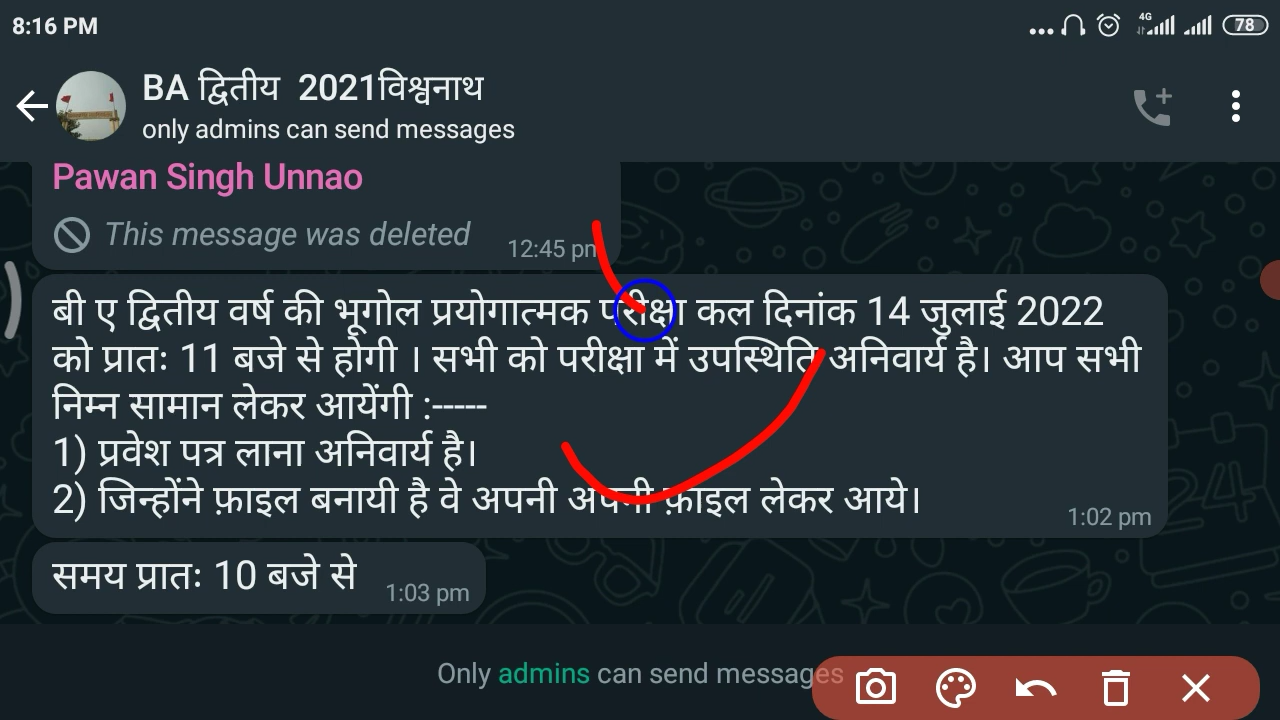 8:16 PM
4G
78
BA द्वितीय 2021विश्वनाथ
only admins can send messages
Pawan Singh Unnao
This message was deleted
12:45 pm
बी ए द्वितीय वर्ष की भूगोल प्रयोगात्मक परीक्षा कल दिनांक 14 जुलाई 2022
को प्रातः 11 बजे से होगी । सभी को परीक्षा में उपस्थिति अनिवार्य है। आप सभी
निम्न सामान लेकर आयेंगी :-----
1) प्रवेश पत्र लाना अनिवार्य है।
2) जिन्होंने फ़ाइल बनायी है वे अपनी अपनी फ़ाइल लेकर आये।
1:02 pm
समय प्रातः 10 बजे से
1:03 pm
Only admins can send messages